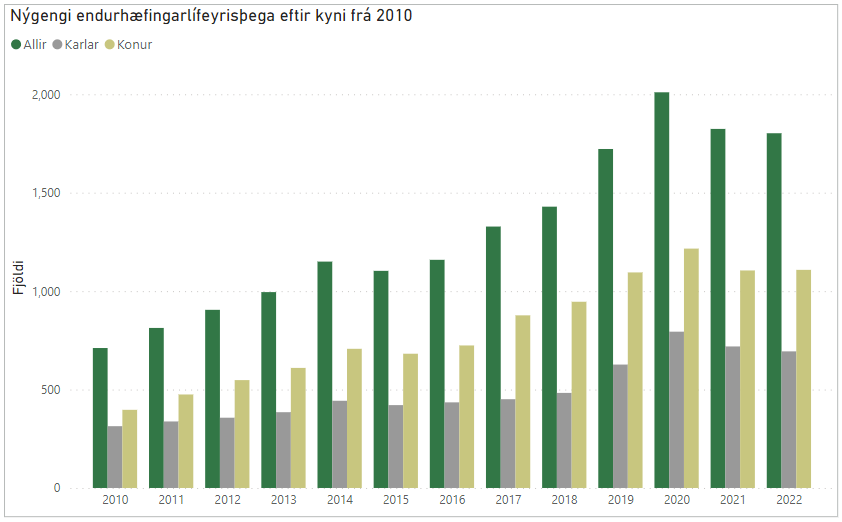 Nýgengi endurhæfingarlífeyrisþega eftir kyni frá 2010
Allir Karlar Konur
Fjöldi
2,000
1,500
1,000
500
0
2010 2011 2012 2013 2014 2015 2016 2017 2018 2019 2020 2021 2022